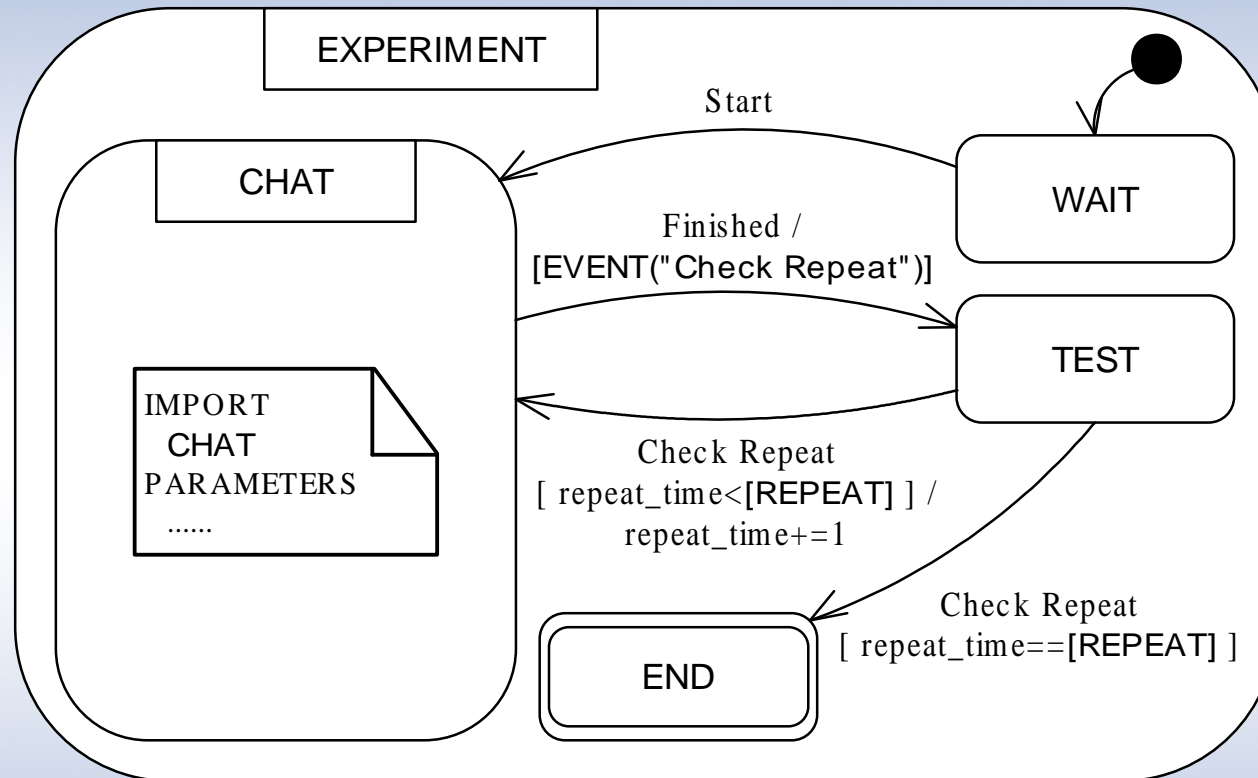 EXPERIMENT
Start
CHAT
WAIT
Finished /
[EVENT("Check Repeat")]
TEST
IMPORT
CHAT
PARAMETERS
......
Check Repeat
[ repeat_time<[REPEAT] ] /
repeat_time+=1
Check Repeat
[ repeat_time==[REPEAT] ]
END